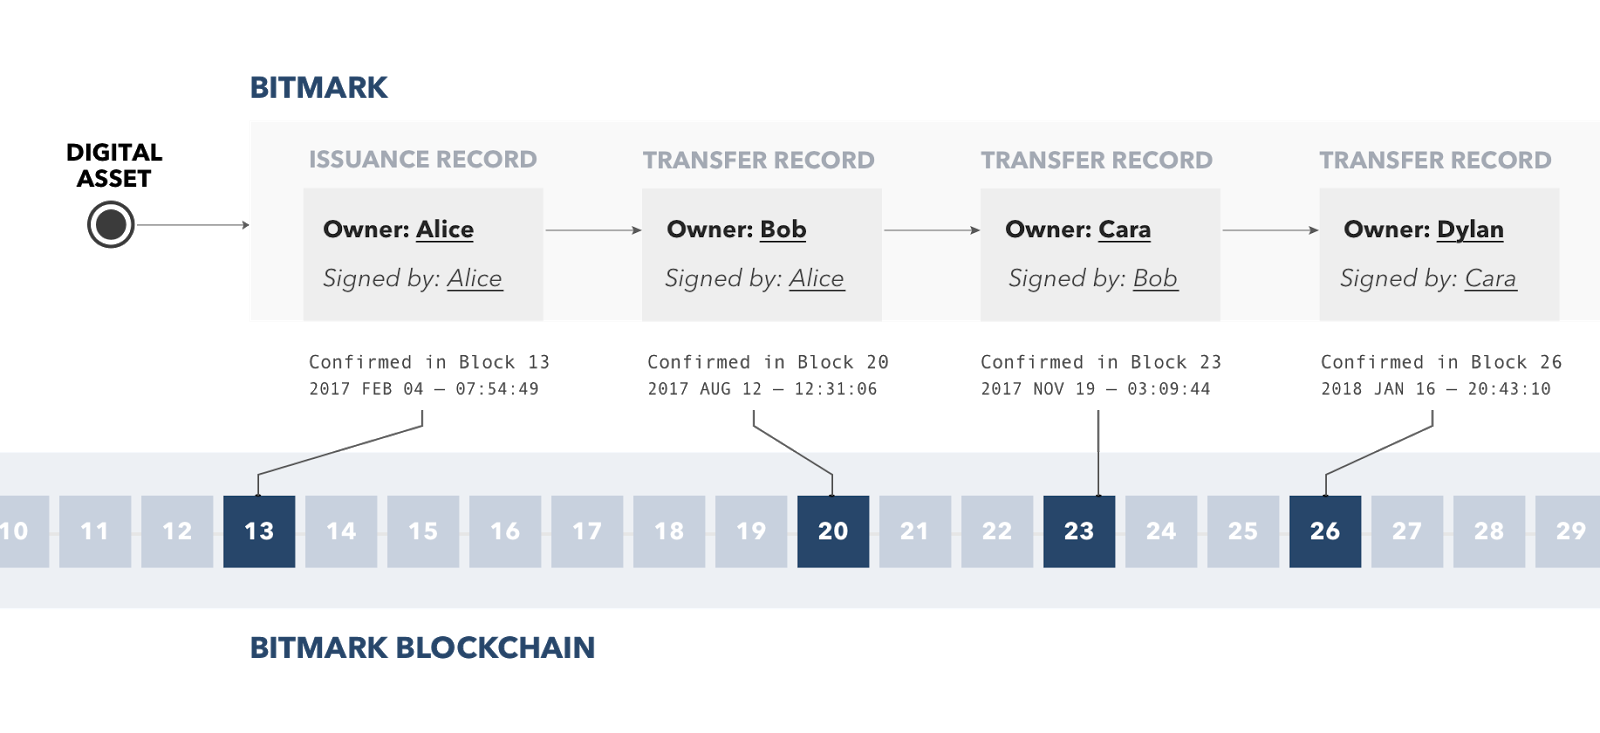 BITMARK
DIGITAL
ASSET
ISSUANCE RECORD
Owner: Alice
Signed by: Alice
Confirmed in Block 13
2017 FEB 04 — 07:54:49
TRANSFER RECORD
Owner: Bob
Signed by: Alice
Confirmed in Block 20
2017 AUG 12 — 12:31:06
TRANSFER RECORD
Owner: Cara
Signed by: Bob
Confirmed in Block 23
2017 NOV 19 — 03:09:44
TRANSFER RECORD
Owner: Dylan
Signed by: Cara
Confirmed in Block 26
2018 JAN 16 — 20:43:10
10 11 12 13 14 15 16 17 18 19 20 21 22 23 24 25 26 27 28 29
BITMARK BLOCKCHAIN